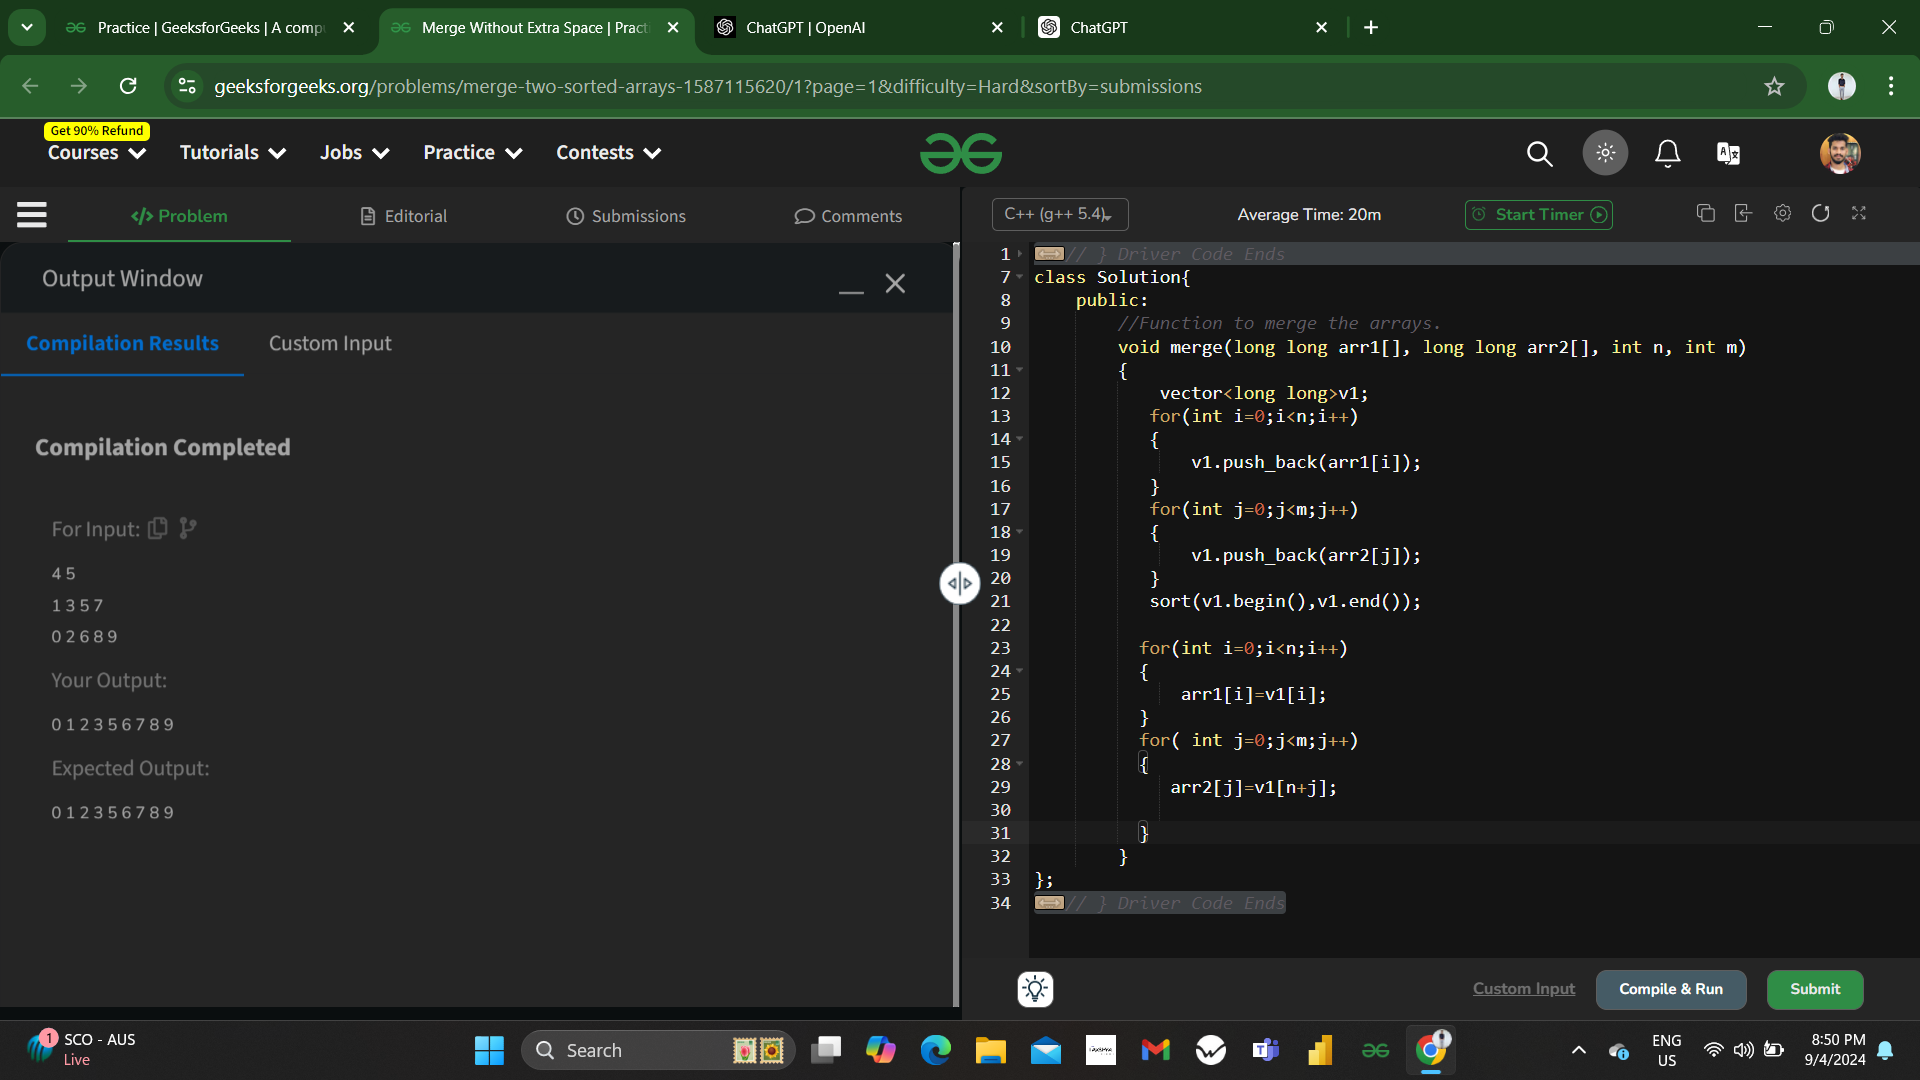 Practice | GeeksforGeeks | A comp
Merge Without Extra Space | Practi
ChatGPT | OpenAI
ChatGPT
geeksforgeeks.org/problems/merge-two-sorted-arrays-1587115620/1?page=1&difficulty=Hard&sortBy=submissions
Get 90% Refund
Courses
Tutorials
Jobs
Practice
Contests
</> Problem
Editorial
Submissions
Comments
C++ (g++ 5.4)
Average Time: 20m
Start Timer
Output Window
Compilation Results
Custom Input
Compilation Completed
For Input:
4 5
1 3 5 7
0 2 6 8 9
Your Output:
0 1 2 3 5 6 7 8 9
Expected Output:
0 1 2 3 5 6 7 8 9
1 // } Driver Code Ends
7 class Solution{
8 public:
9 //Function to merge the arrays.
10 void merge(long long arr1[], long long arr2[], int n, int m)
11 {
12 vector<long long>v1;
13 for(int i=0;i<n;i++)
14 {
15 v1.push_back(arr1[i]);
16 }
17 for(int j=0;j<m;j++)
18 {
19 v1.push_back(arr2[j]);
20 }
21 sort(v1.begin(),v1.end());
22
23 for(int i=0;i<n;i++)
24 {
25 arr1[i]=v1[i];
26 }
27 for( int j=0;j<m;j++)
28 {
29 arr2[j]=v1[n+j];
30
31 }
32 }
33 };
34 // } Driver Code Ends
Custom Input
Compile & Run
Submit
1
SCO - AUS
Live
Search
ENG
US
8:50 PM
9/4/2024